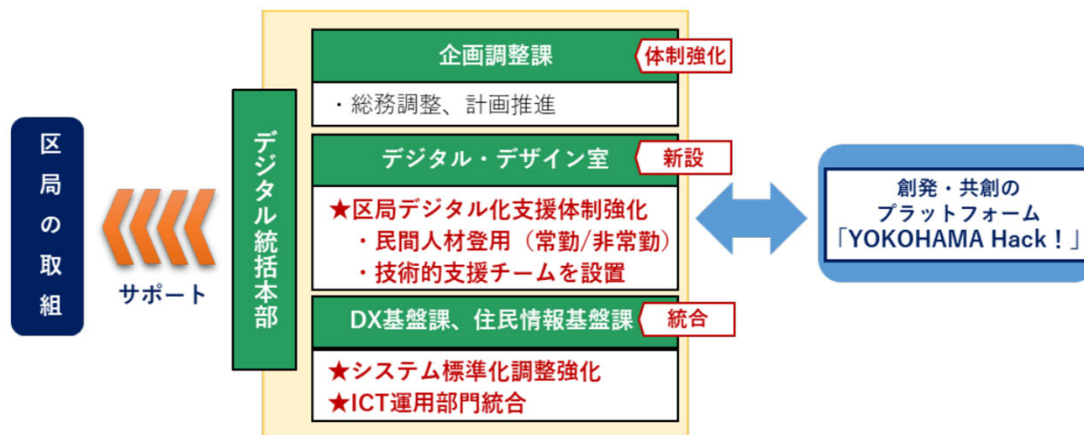 区局の取組
サポート
デジタル統括本部
企画調整課
体制強化
・総務調整、計画推進
デジタル・デザイン室
新設
★区局デジタル化支援体制強化
・民間人材登用（常勤/非常勤）
・技術的支援チームを設置
DX基盤課、住民情報基盤課
統合
★システム標準化調整強化
★ICT運用部門統合
創発・共創の
プラットフォーム
「YOKOHAMA Hack！」